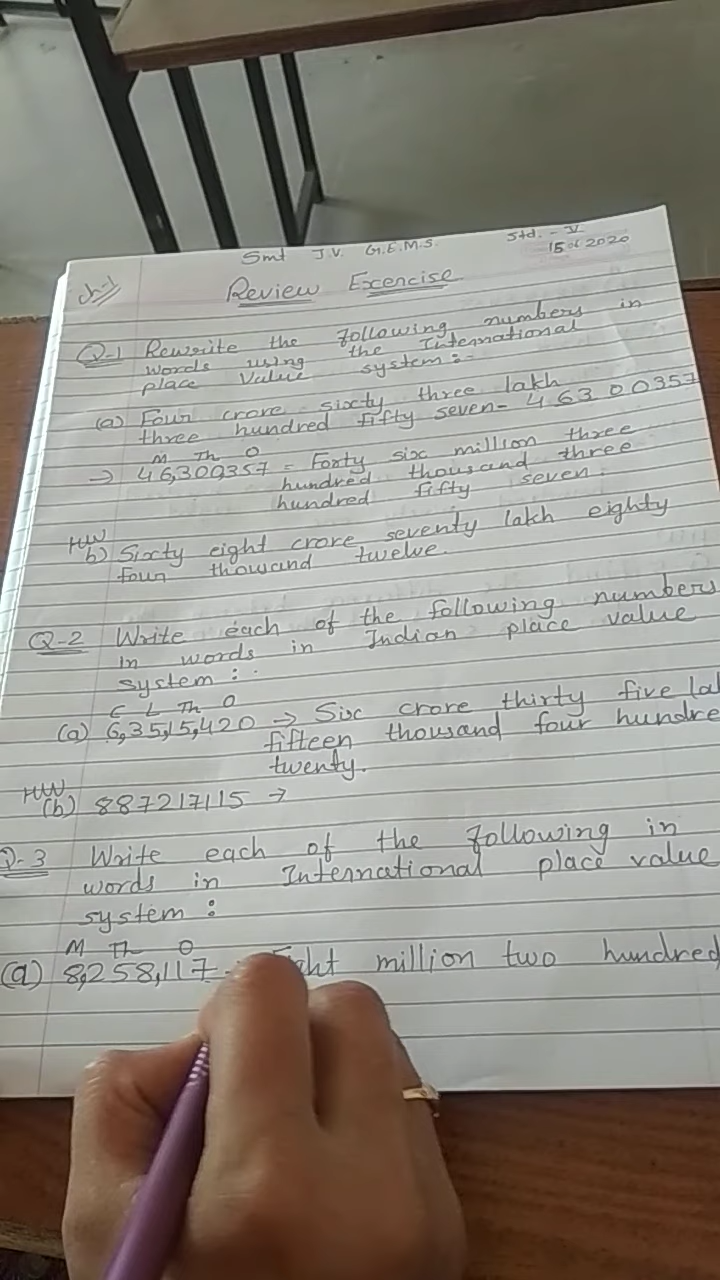 Smt J.V. G.E.M.S. Std. - V
15 2020
Ch-1 Review Exercise
Q-1 Rewrite the following numbers in
words using the International
place value system :-
(a) Four crore sixty three lakh
three hundred fifty seven - 46300357
M Th O
→ 46,300,357 = Forty six million three
hundred thousand three
hundred fifty seven.
HW
b) Sixty eight crore seventy lakh eighty
four thousand twelve.
Q-2 Write each of the following numbers
in words in Indian place value
system :
C L Th O
(a) 6,35,15,420 → Six crore thirty five la
fifteen thousand four hundre
twenty.
HW
(b) 887217115 →
Q-3 Write each of the following in
words in International place value
system :
M Th O
(a) 8,258,117 million two hundred